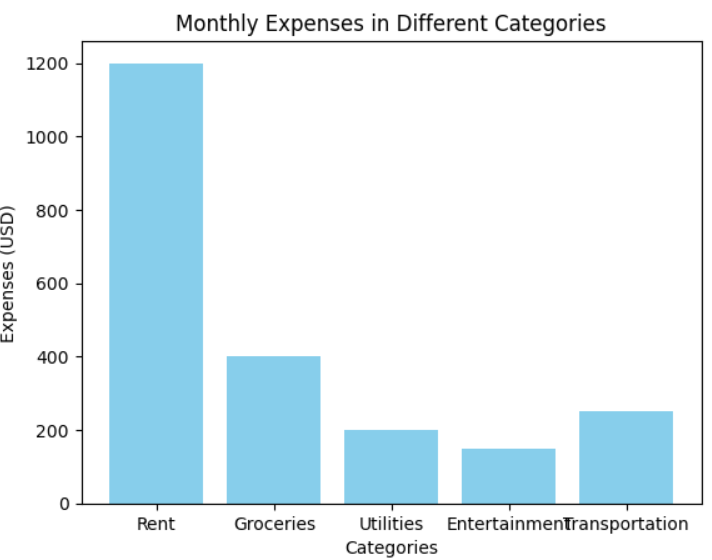 Monthly Expenses in Different Categories
Expenses (USD)
1200
1000
800
600
400
200
0
Rent Groceries Utilities Entertainment Transportation
Categories